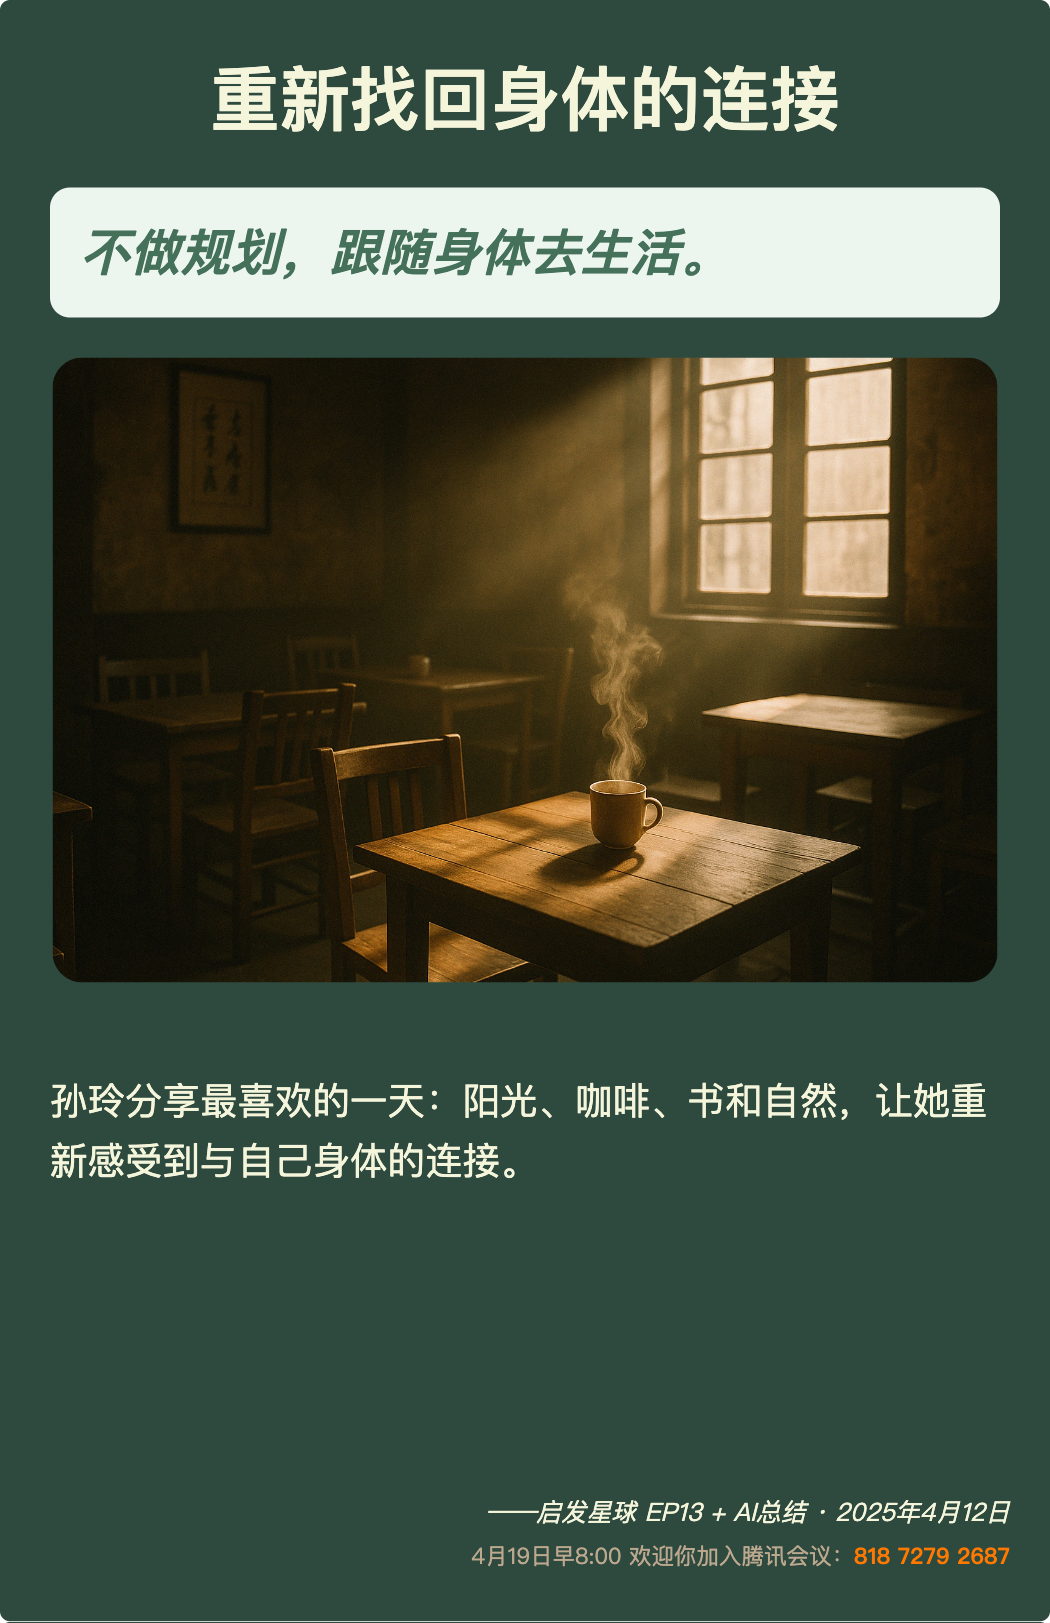 重新找回身体的连接
不做规划，跟随身体去生活。
孙玲分享最喜欢的一天：阳光、咖啡、书和自然，让她重
新感受到与自己身体的连接。
——启发星球 EP13 + AI总结 · 2025年4月12日
4月19日早8:00 欢迎你加入腾讯会议：818 7279 2687